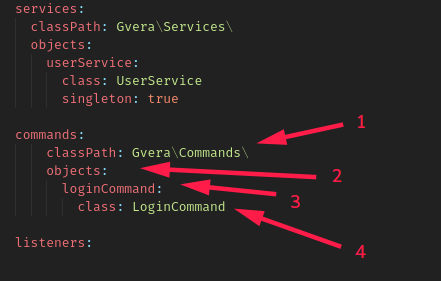 services:
  classPath: Gvera\Services\
  objects:
    userService:
      class: UserService
      singleton: true
commands:
    classPath: Gvera\Commands\
    objects:
      loginCommand:
        class: LoginCommand
listeners:
1
2
3
4